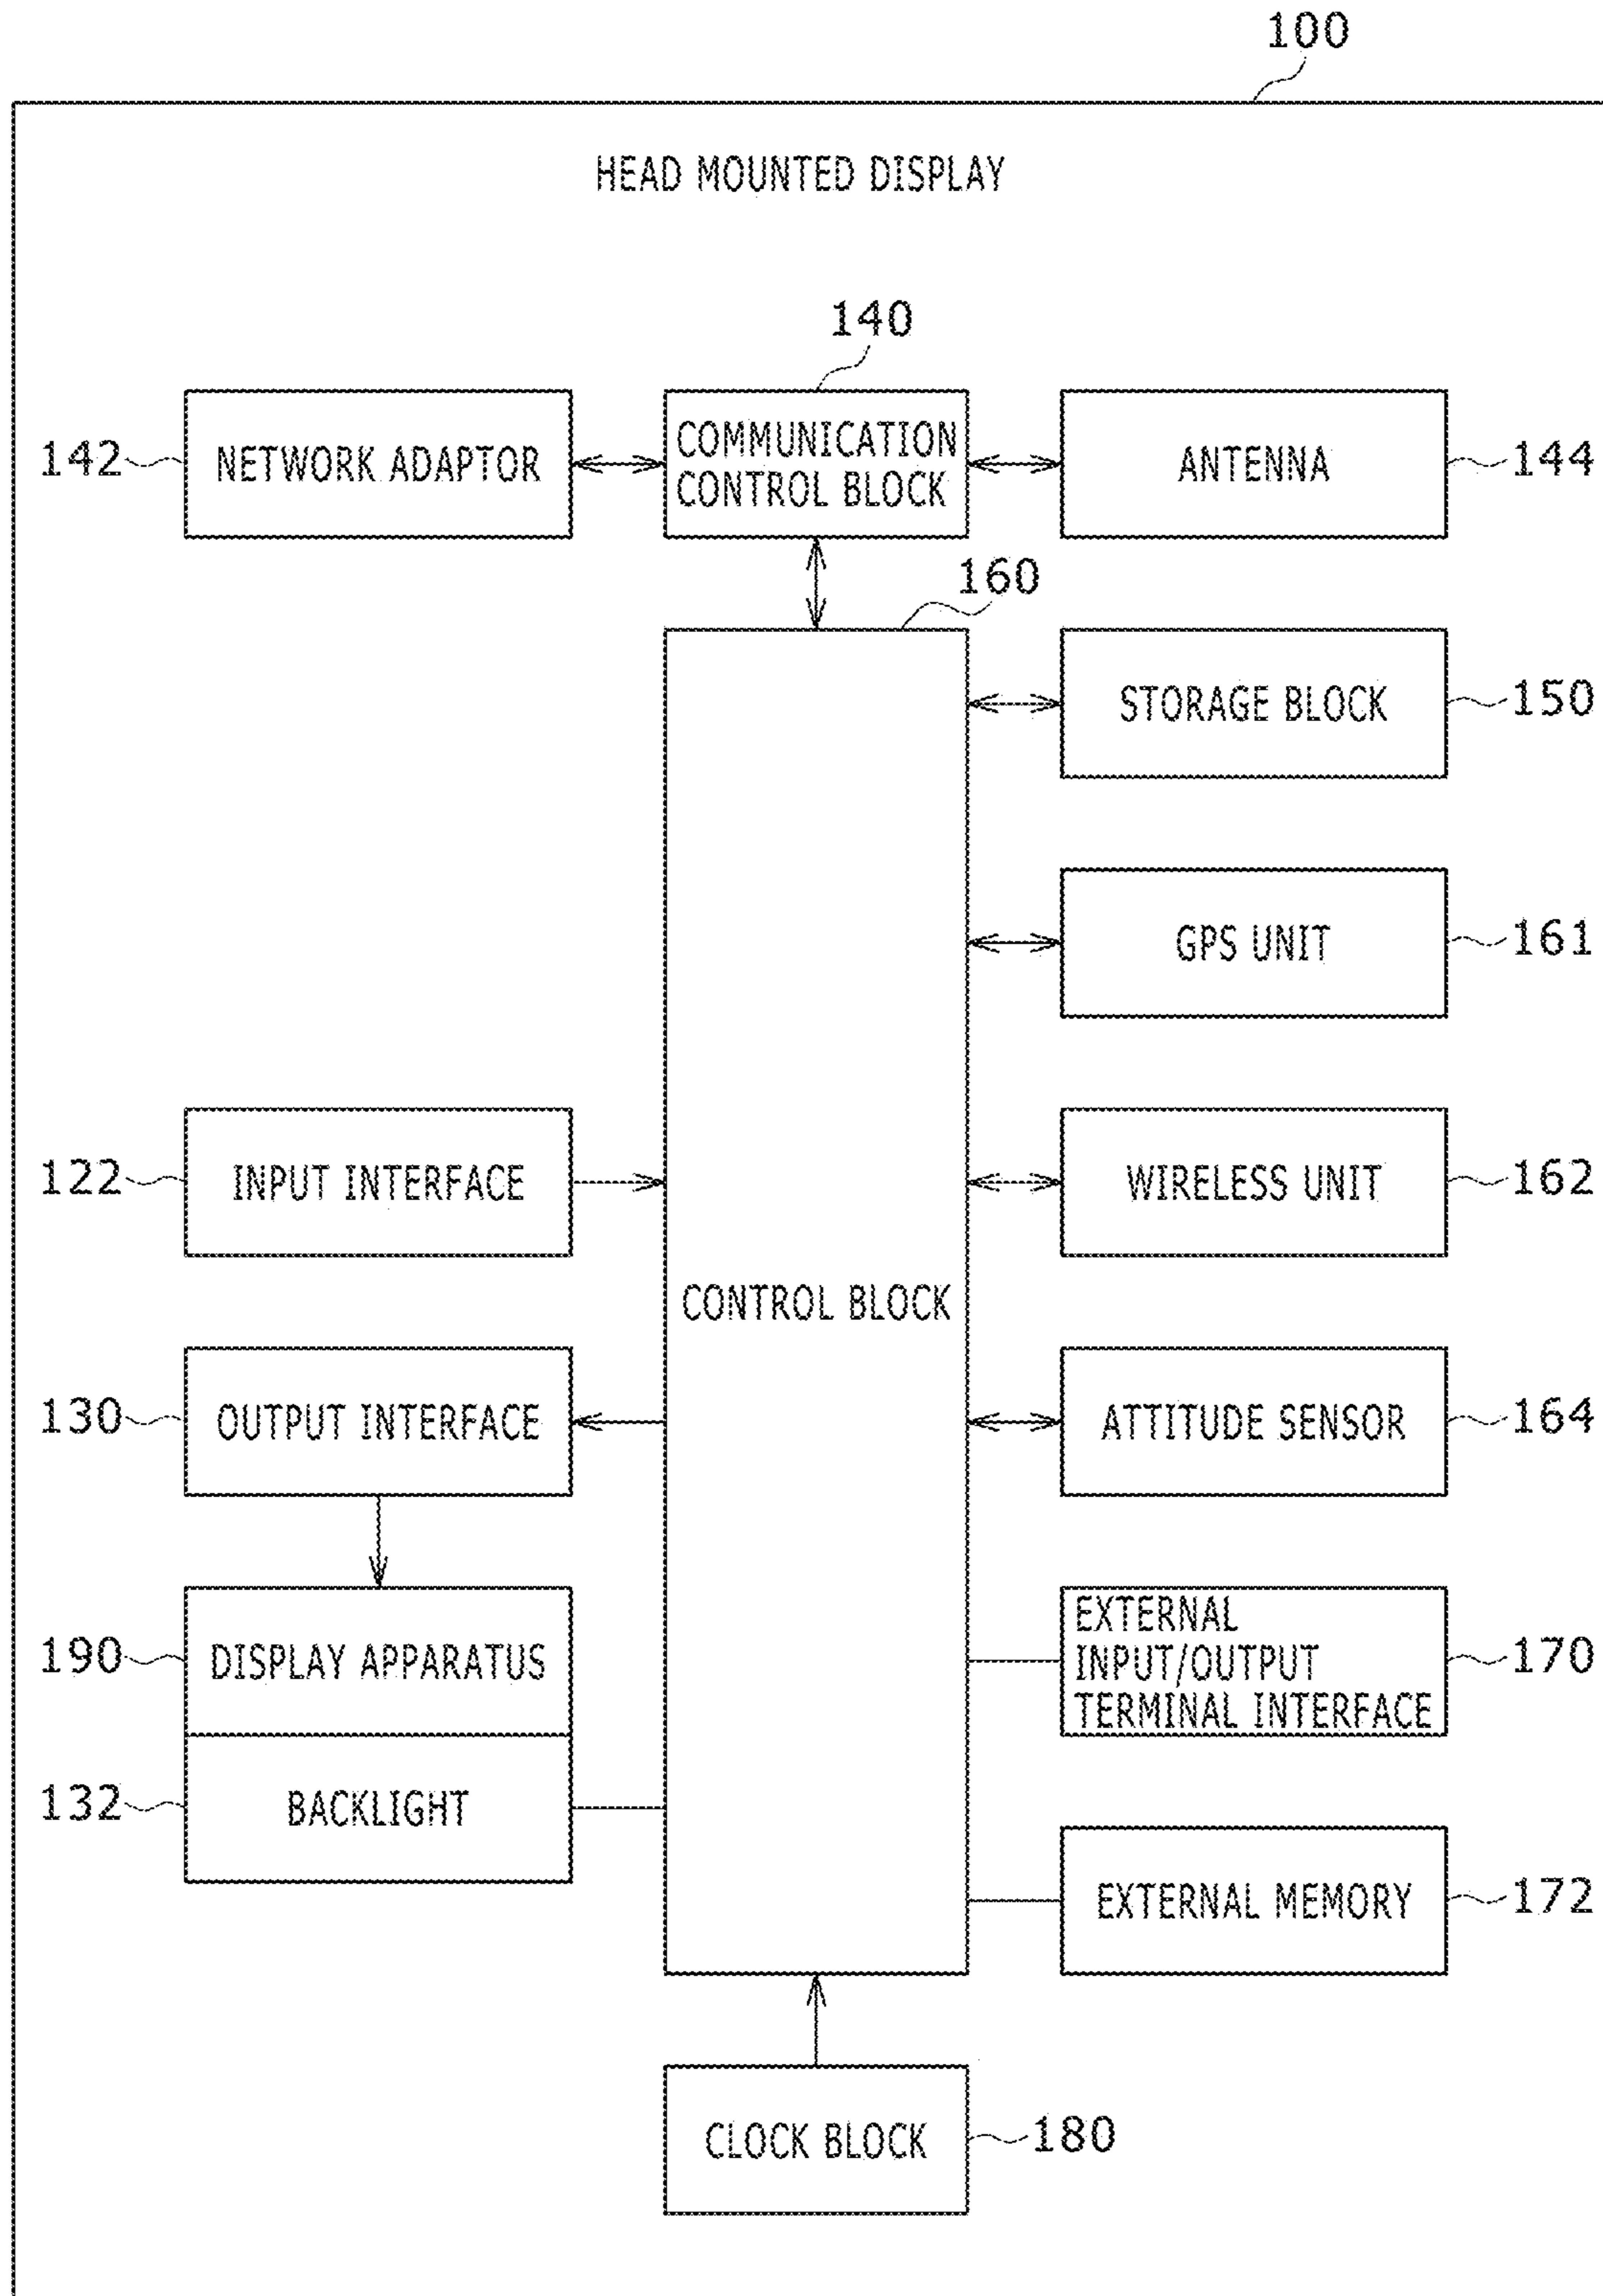 100
HEAD MOUNTED DISPLAY
140
142
NETWORK ADAPTOR
COMMUNICATION
CONTROL BLOCK
ANTENNA
144
160
STORAGE BLOCK
150
GPS UNIT
161
122
INPUT INTERFACE
WIRELESS UNIT
162
CONTROL BLOCK
130
OUTPUT INTERFACE
ATTITUDE SENSOR
164
190
DISPLAY APPARATUS
EXTERNAL
INPUT/OUTPUT
TERMINAL INTERFACE
170
132
BACKLIGHT
EXTERNAL MEMORY
172
CLOCK BLOCK
180